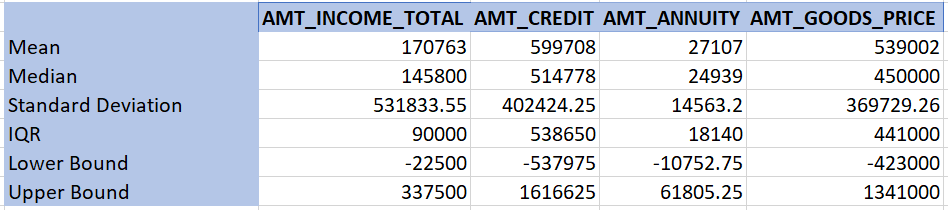 AMT_INCOME_TOTAL AMT_CREDIT AMT_ANNUITY AMT_GOODS_PRICE
Mean 170763 599708 27107 539002
Median 145800 514778 24939 450000
Standard Deviation 531833.55 402424.25 14563.2 369729.26
IQR 90000 538650 18140 441000
Lower Bound -22500 -537975 -10752.75 -423000
Upper Bound 337500 1616625 61805.25 1341000